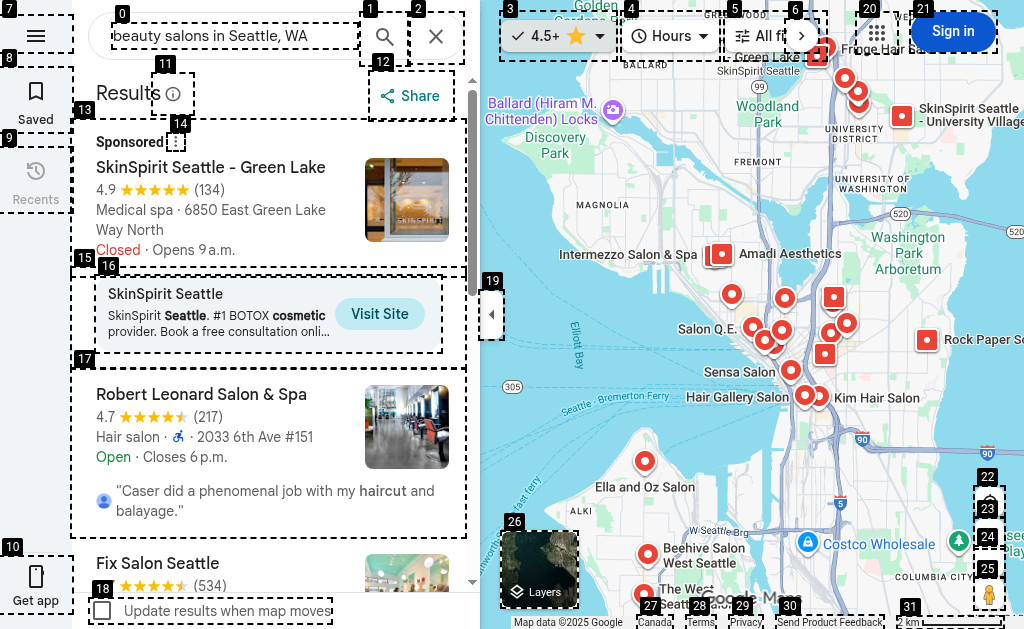 beauty salons in Seattle, WA
4.5+
Hours
All fi
Sign in
Saved
Recents
Get app
Results
Share
Sponsored
SkinSpirit Seattle - Green Lake
4.9 (134)
Medical spa · 6850 East Green Lake
Way North
Closed · Opens 9 a.m.
SkinSpirit Seattle
SkinSpirit Seattle. #1 BOTOX cosmetic
provider. Book a free consultation onli...
Visit Site
Robert Leonard Salon & Spa
4.7 (217)
Hair salon · 2033 6th Ave #151
Open · Closes 6 p.m.
"Caser did a phenomenal job with my haircut and
balayage."
Fix Salon Seattle
(534)
Update results when map moves
0
1
2
3
4
5
6
7
8
9
10
11
12
13
14
15
16
17
18
19
20
21
22
23
24
25
26
27
28
29
30
31
Golden
BALLARD
Green Lake
SkinSpirit Seattle
99
Fringe Hair
Ballard (Hiram M.
Chittenden) Locks
Discovery
Park
Woodland
Park
SkinSpirit Seattle
- University Village
UNIVERSITY
DISTRICT
FREMONT
UNIVERSITY OF
WASHINGTON
MAGNOLIA
520
520
Washington
Park
Arboretum
Intermezzo Salon & Spa
Amadi Aesthetics
Elliott Bay
Salon Q.E.
Rock Paper
Sensa Salon
305
Seattle - Bremerton Ferry
Hair Gallery Salon
Kim Hair Salon
90
90
Ella and Oz Salon
5
ALKI
fast ferry
W Seattle Brg
Costco Wholesale
Beehive Salon
West Seattle
COLUMBIA CITY
The West
Google Maps
Layers
Map data ©2025 Google
Canada
Terms
Privacy
Send Product Feedback
2 km